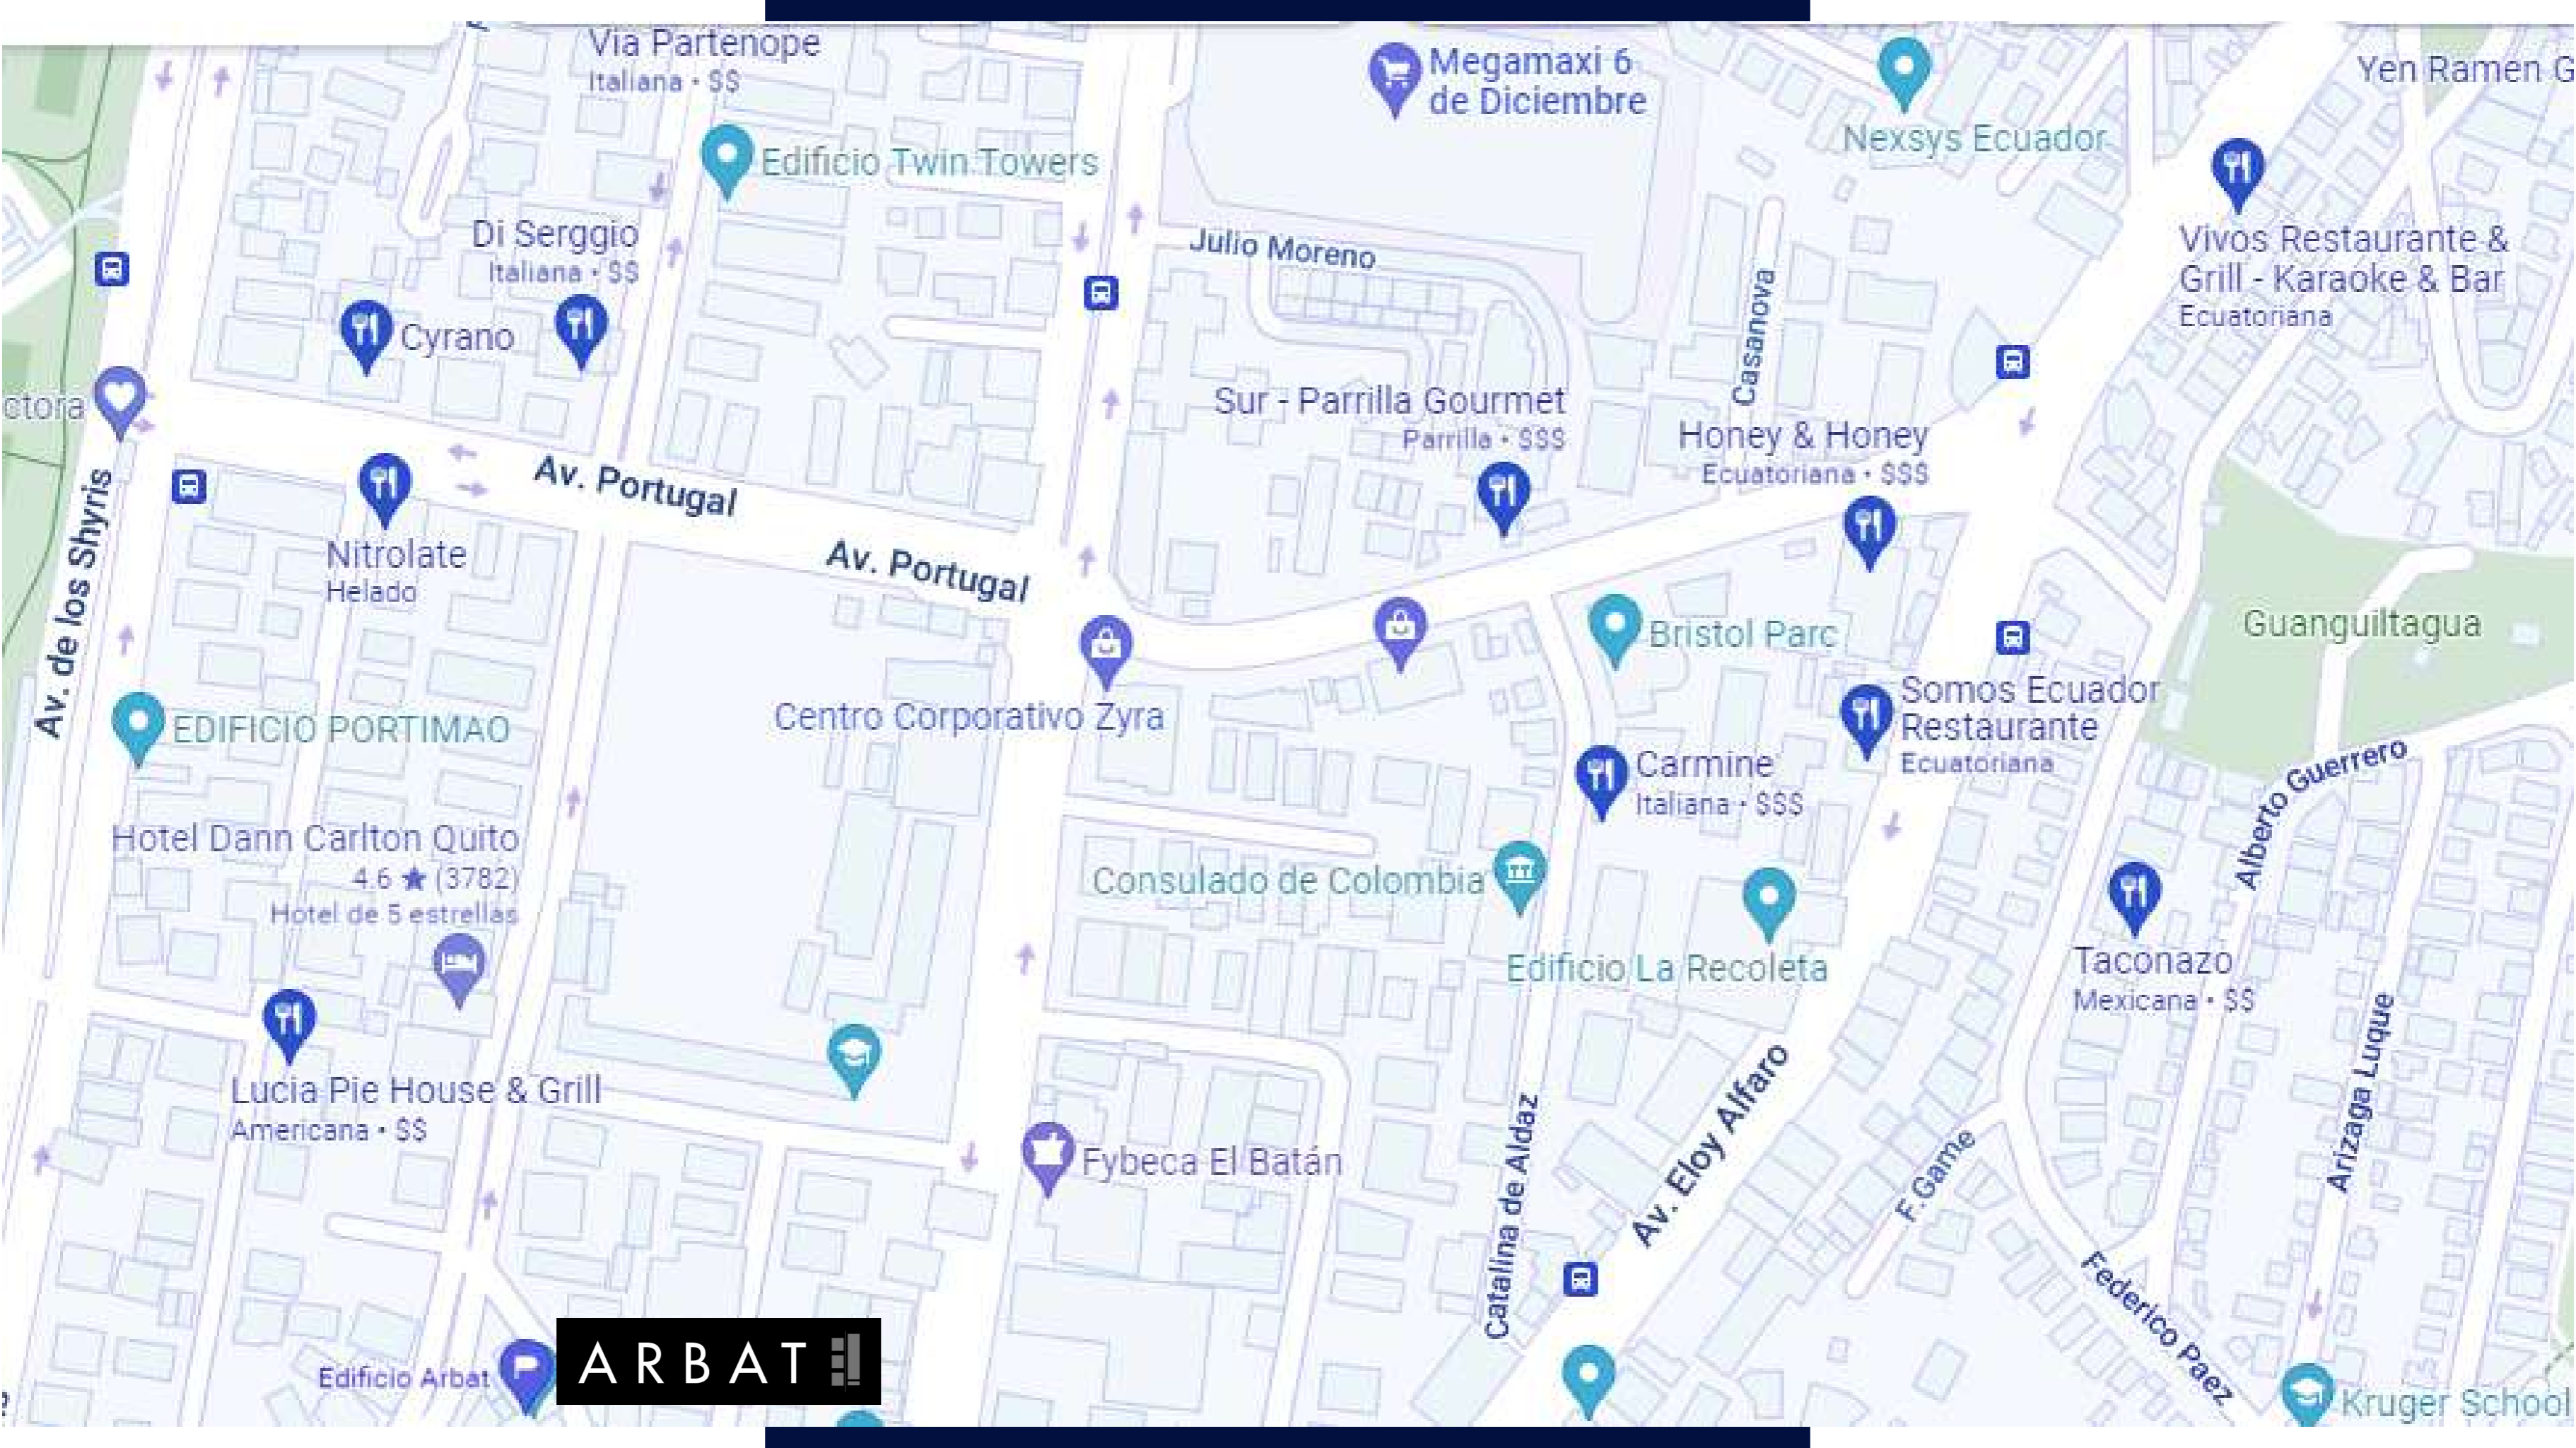 Via Partenope
Italiana • $$
Megamaxi 6
de Diciembre
Yen Ramen G
Nexsys Ecuador
Edificio Twin Towers
Di Serggio
Italiana • $$
Julio Moreno
Vivos Restaurante &
Grill - Karaoke & Bar
Ecuatoriana
Cyrano
Casanova
ctora
Sur - Parrilla Gourmet
Parrilla • $$$
Honey & Honey
Ecuatoriana • $$$
Av. Portugal
Av. Portugal
Nitrolate
Helado
Av. de los Shyris
Guanguiltagua
Bristol Parc
Centro Corporativo Zyra
EDIFICIO PORTIMAO
Somos Ecuador
Restaurante
Ecuatoriana
Carmine
Italiana • $$$
Alberto Guerrero
Hotel Dann Carlton Quito
4.6 ★ (3782)
Hotel de 5 estrellas
Consulado de Colombia
Edificio La Recoleta
Taconazo
Mexicana • $$
Lucia Pie House & Grill
Americana • $$
Arizaga Luque
Av. Eloy Alfaro
Fybeca El Batán
F. Game
Catalina de Aldaz
Federico Paez
Edificio Arbat
ARBAT
Kruger School